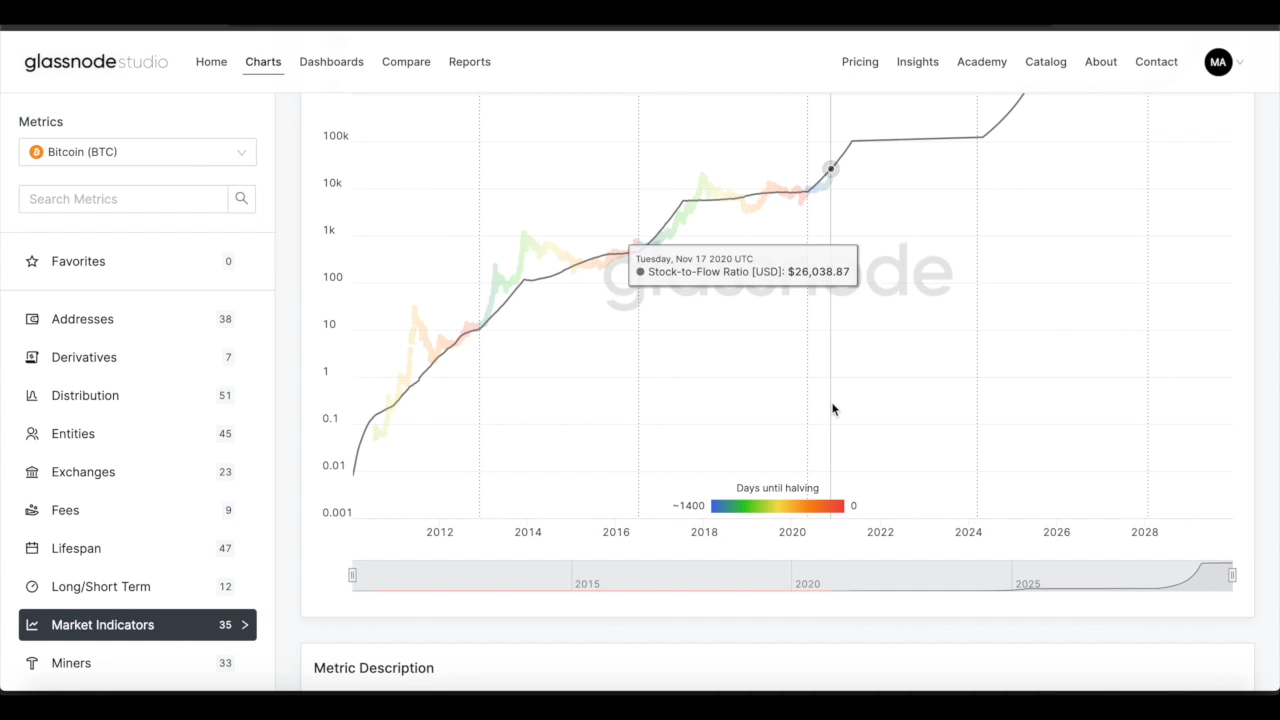 glassnodestudio Home Charts Dashboards Compare Reports Pricing Insights Academy Catalog About Contact MA
Metrics
Bitcoin (BTC)
Search Metrics
Favorites 0
Addresses 38
Derivatives 7
Distribution 51
Entities 45
Exchanges 23
Fees 9
Lifespan 47
Long/Short Term 12
Market Indicators 35
Miners 33
100k
10k
1k
100
10
1
0.1
0.01
0.001
glassnode
Tuesday, Nov 17 2020 UTC
Stock-to-Flow Ratio [USD]: $26,038.87
Days until halving
~1400 0
2012 2014 2016 2018 2020 2022 2024 2026 2028
2015 2020 2025
Metric Description